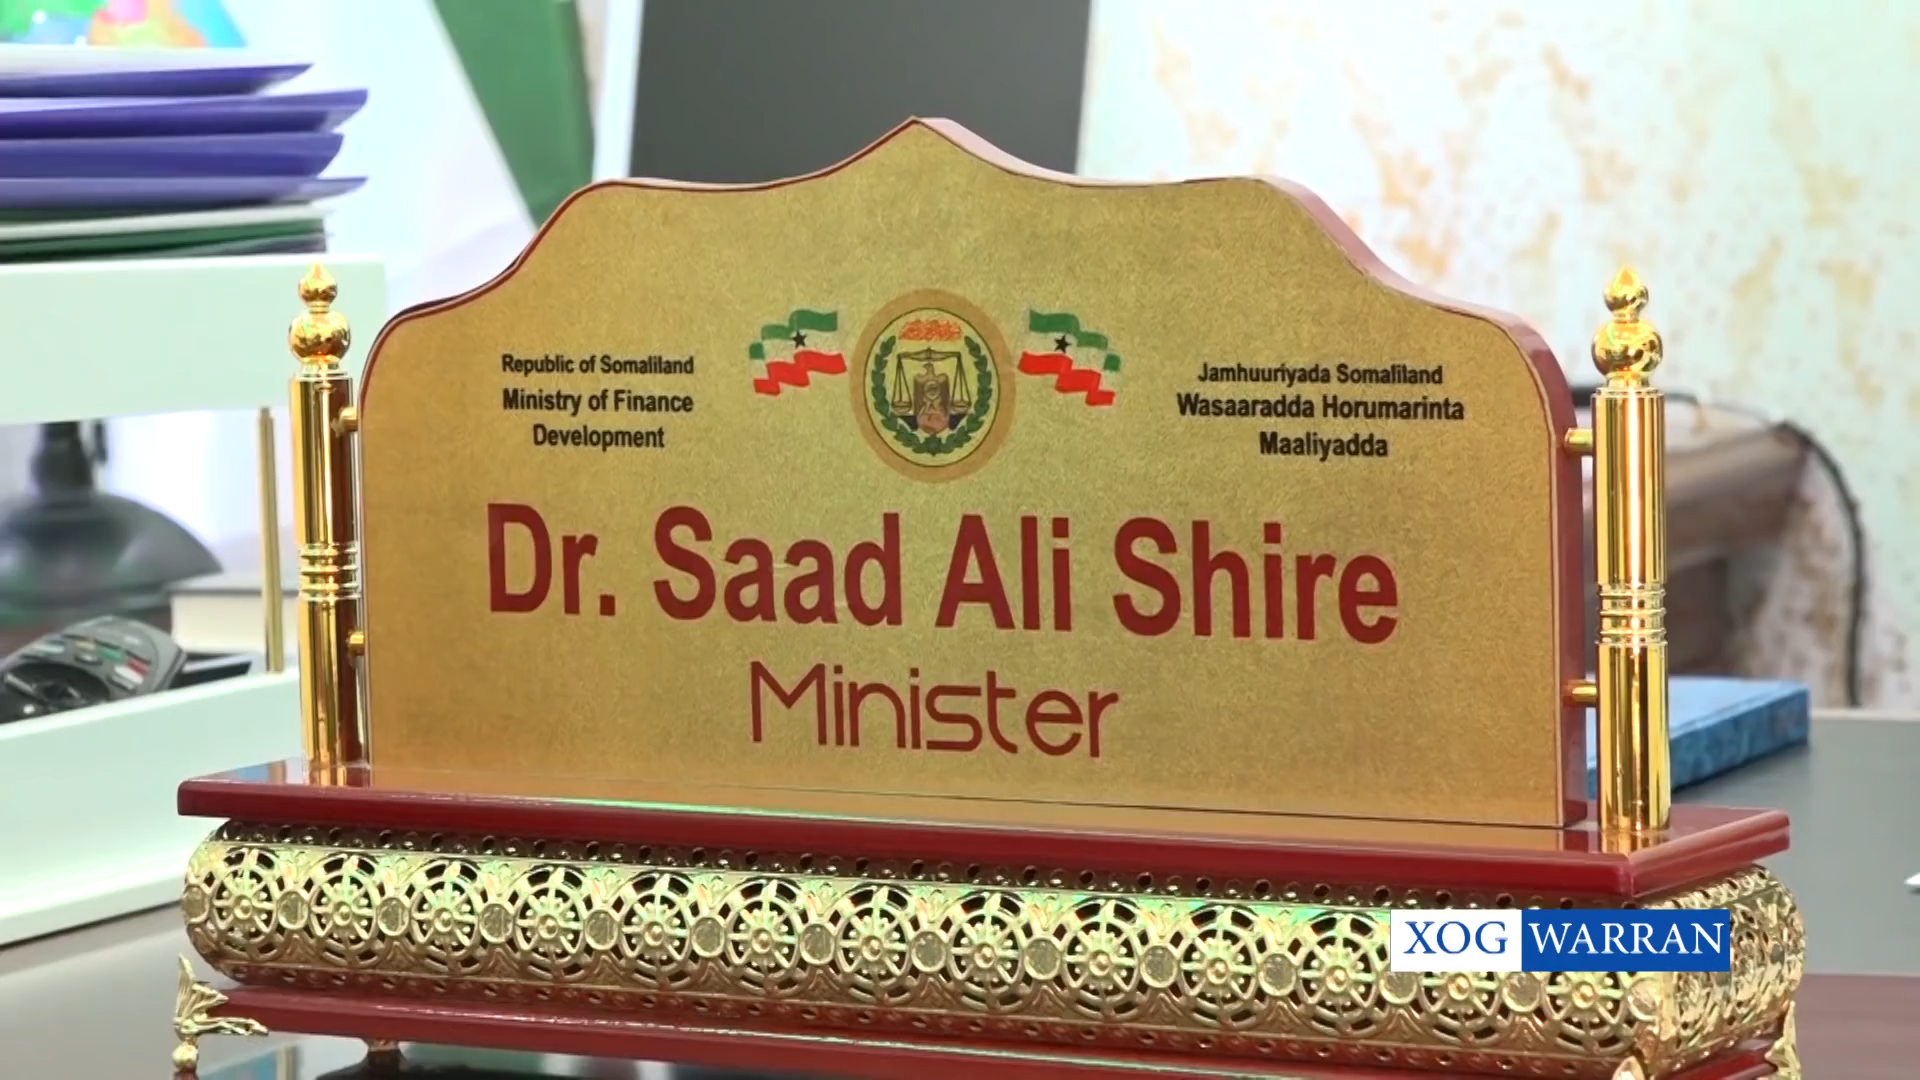 Republic of Somaliland
Ministry of Finance
Development
Jamhuuriyada Somaliland
Wasaaradda Horumarinta
Maaliyadda
Dr. Saad Ali Shire
Minister
XOG WARRAN